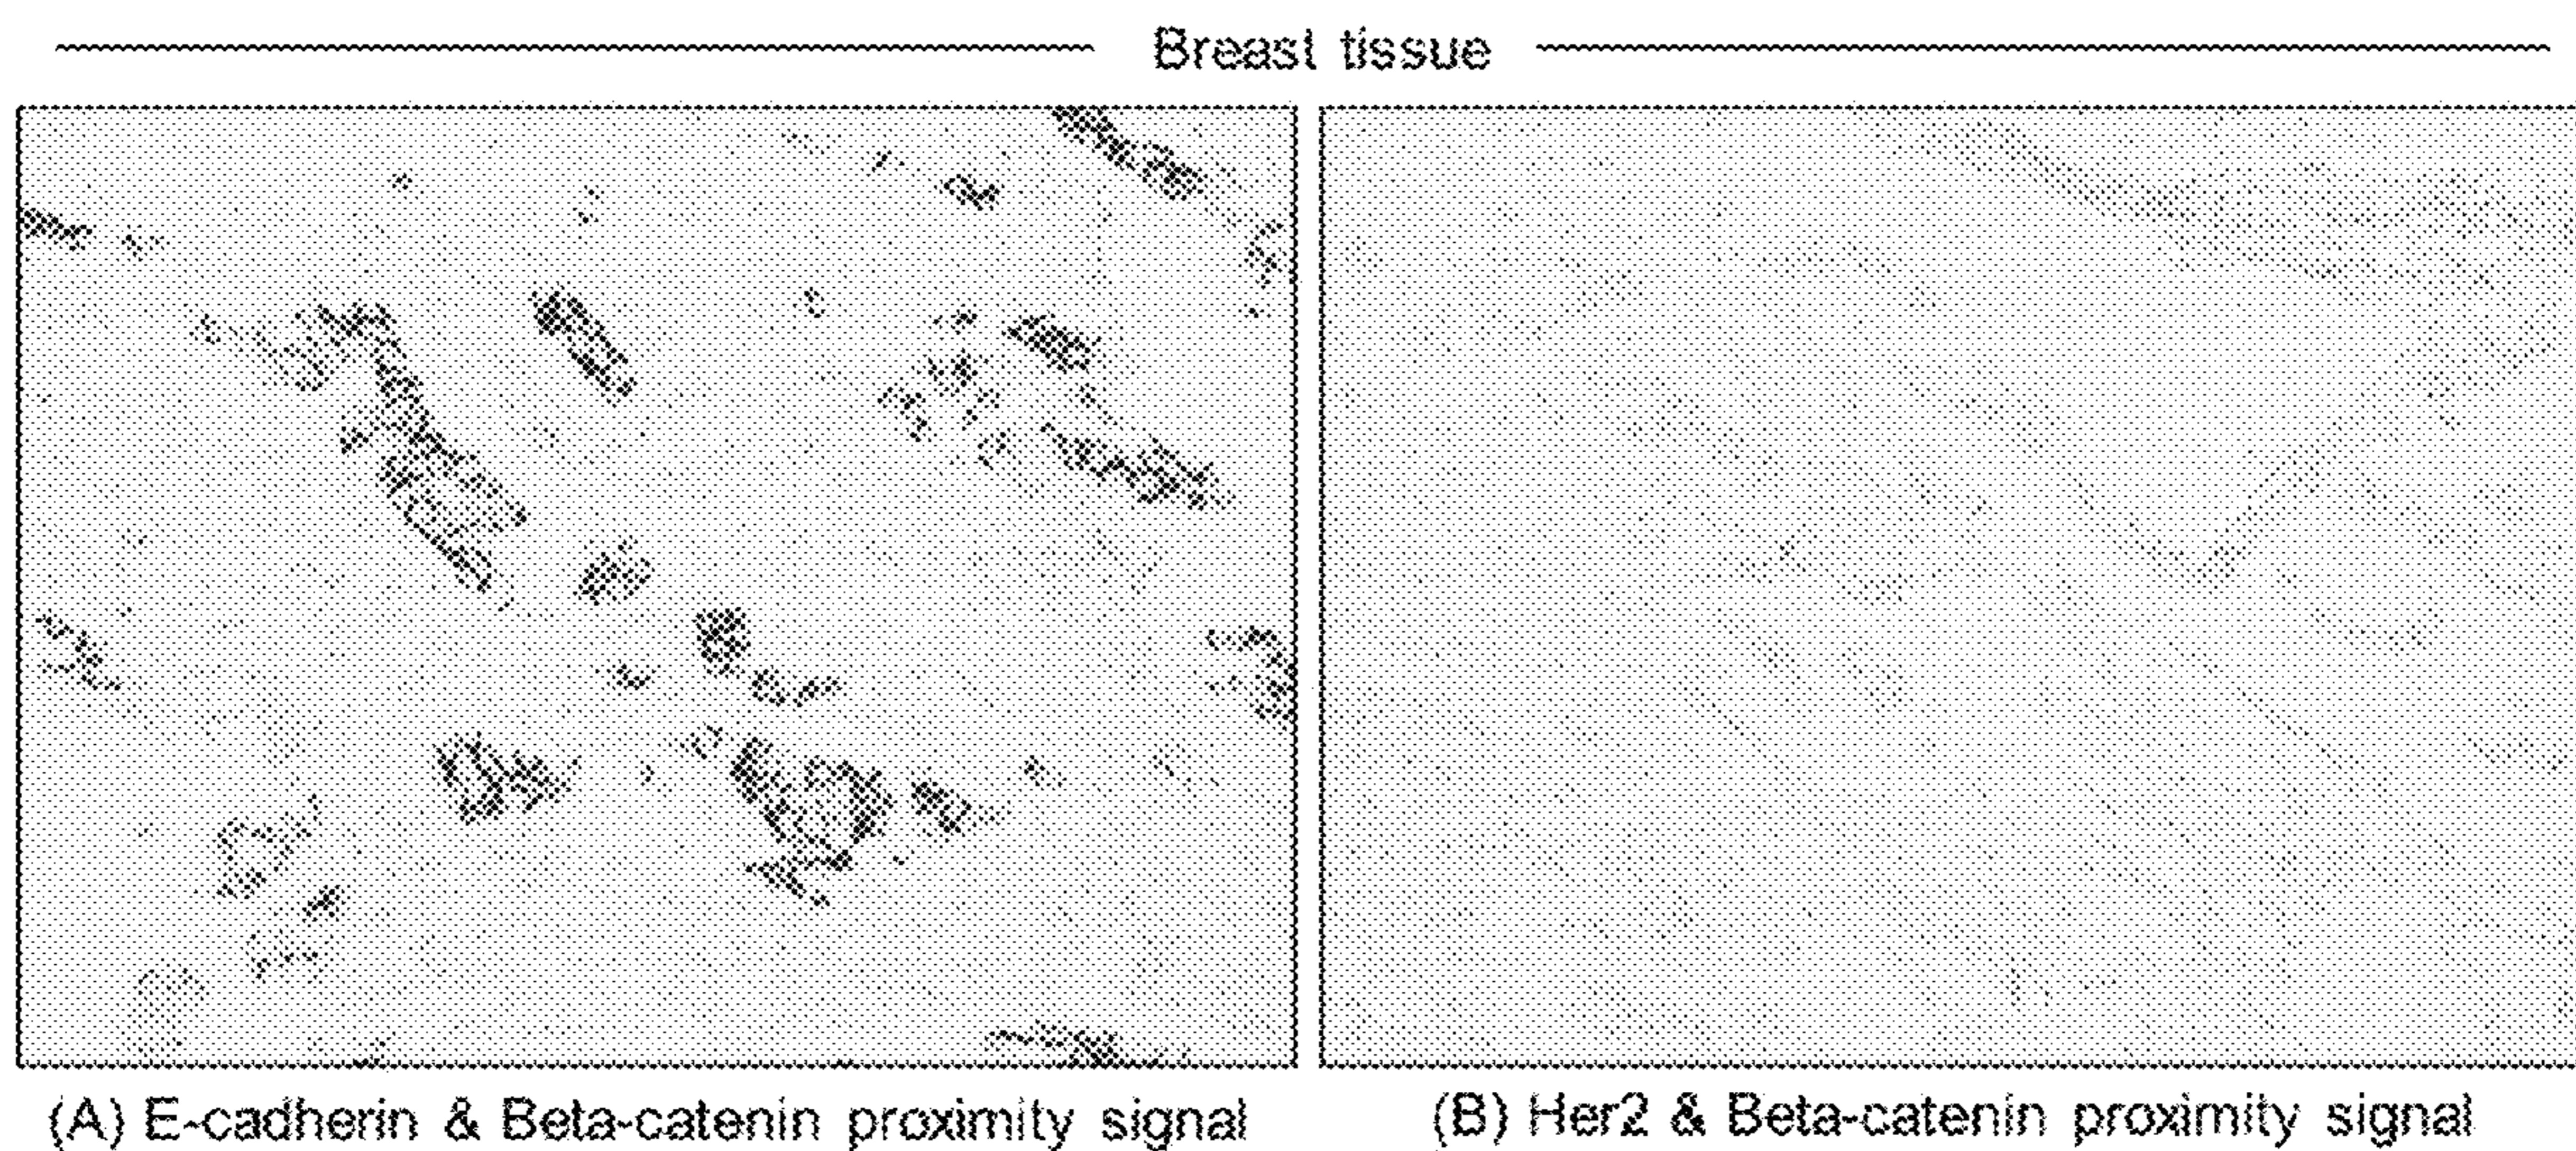 Breast tissue
(A) E-cadherin & Beta-catenin proximity signal
(B) Her2 & Beta-catenin proximity signal